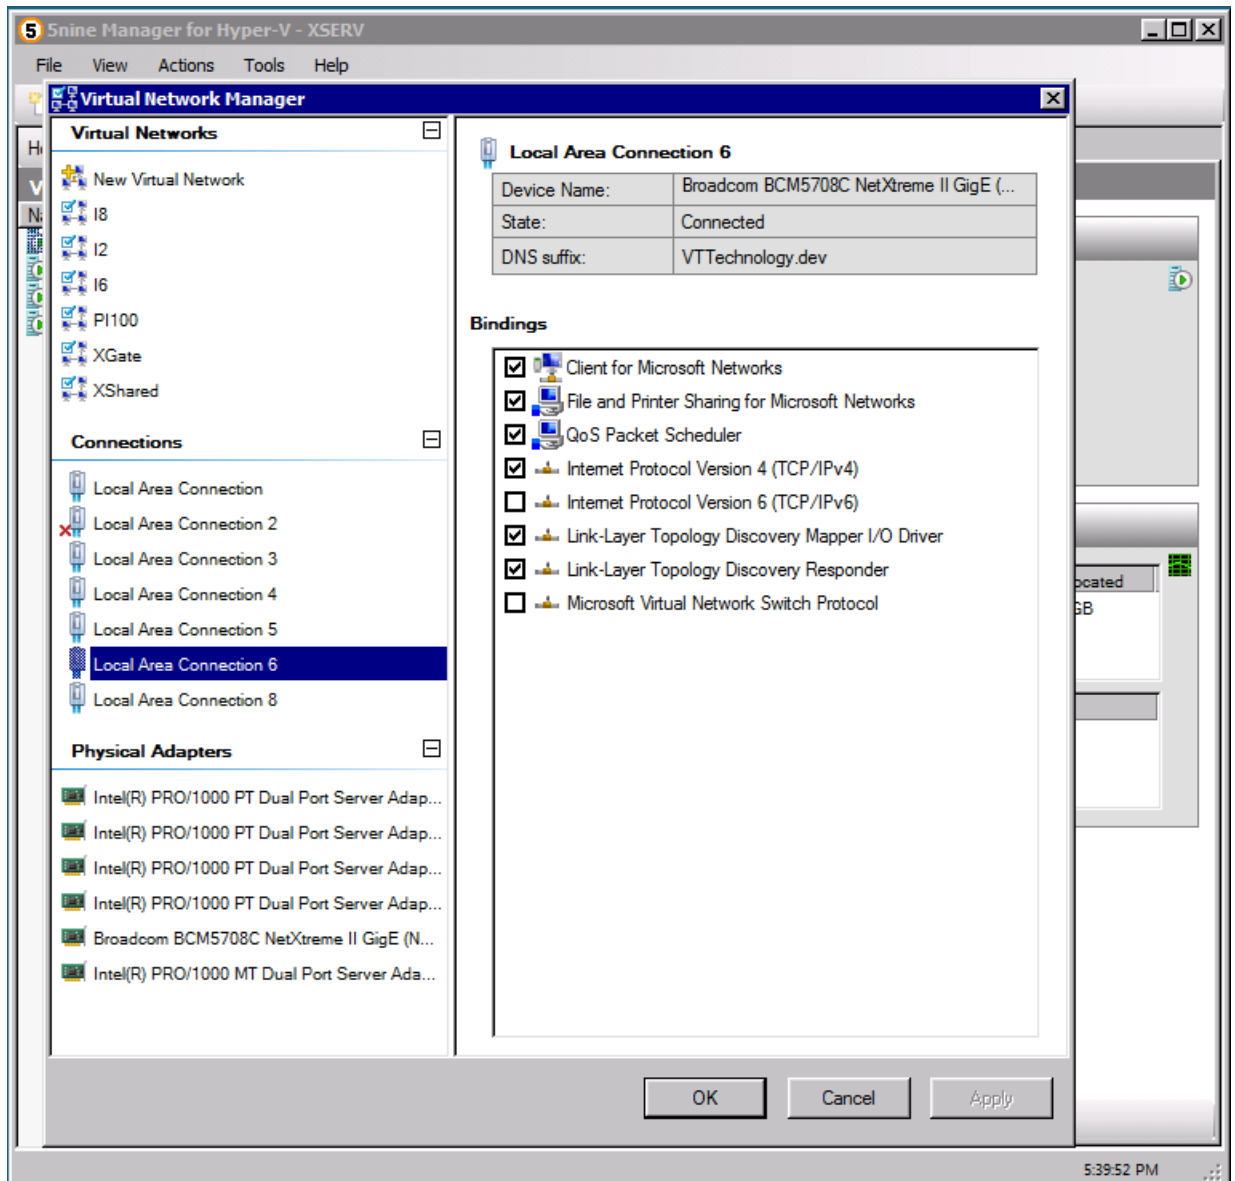 5nine Manager for Hyper-V - XSERV
File View Actions Tools Help
Virtual Network Manager
Virtual Networks
New Virtual Network
I8
I2
I6
PI100
XGate
XShared
Connections
Local Area Connection
Local Area Connection 2
Local Area Connection 3
Local Area Connection 4
Local Area Connection 5
Local Area Connection 6
Local Area Connection 8
Physical Adapters
Intel(R) PRO/1000 PT Dual Port Server Adap...
Intel(R) PRO/1000 PT Dual Port Server Adap...
Intel(R) PRO/1000 PT Dual Port Server Adap...
Intel(R) PRO/1000 PT Dual Port Server Adap...
Broadcom BCM5708C NetXtreme II GigE (N...
Intel(R) PRO/1000 MT Dual Port Server Ada...
Local Area Connection 6
Device Name: Broadcom BCM5708C NetXtreme II GigE (...
State: Connected
DNS suffix: VTTechnology.dev
Bindings
Client for Microsoft Networks
File and Printer Sharing for Microsoft Networks
QoS Packet Scheduler
Internet Protocol Version 4 (TCP/IPv4)
Internet Protocol Version 6 (TCP/IPv6)
Link-Layer Topology Discovery Mapper I/O Driver
Link-Layer Topology Discovery Responder
Microsoft Virtual Network Switch Protocol
OK Cancel Apply
5:39:52 PM